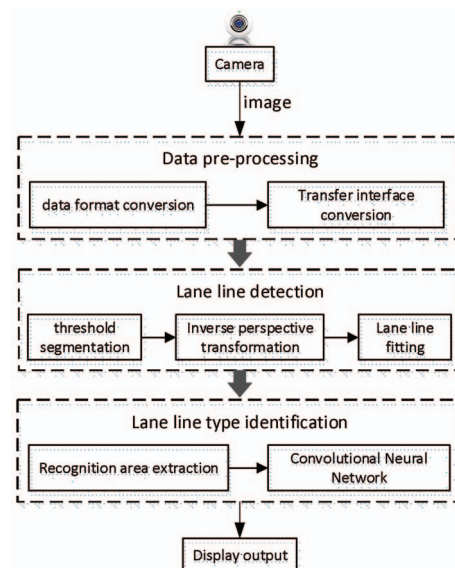 Camera
image
Data pre-processing
data format conversion
Transfer interface
conversion
Lane line detection
threshold
segmentation
Inverse perspective
transformation
Lane line
fitting
Lane line type identification
Recognition area extraction
Convolutional Neural
Network
Display output